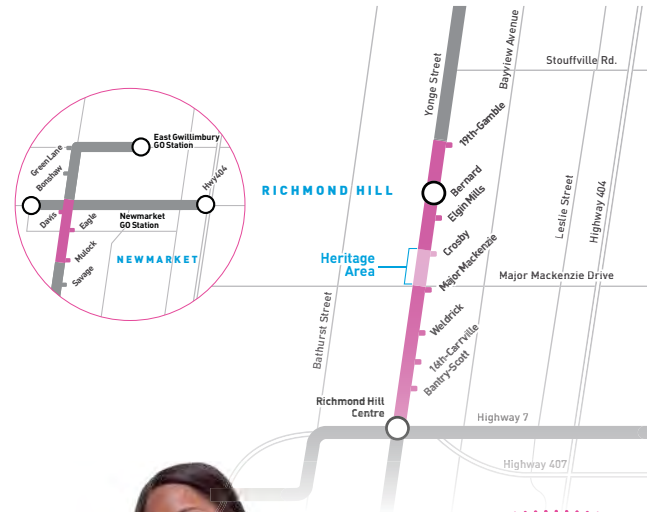 Yonge Street
Bayview Avenue
Stouffville Rd.
19th-Gamble
East Gwillimbury
GO Station
Green Lane
Bonshaw
Hwy 404
Bernard
RICHMOND HILL
Elgin Mills
Leslie Street
Highway 404
Davis
Eagle
Newmarket
GO Station
Crosby
Mulock
NEWMARKET
Heritage
Area
Major Mackenzie
Savage
Major Mackenzie Drive
Bathurst Street
Weldrick
16th-Carrville
Bantry-Scott
Richmond Hill
Centre
Highway 7
Highway 407